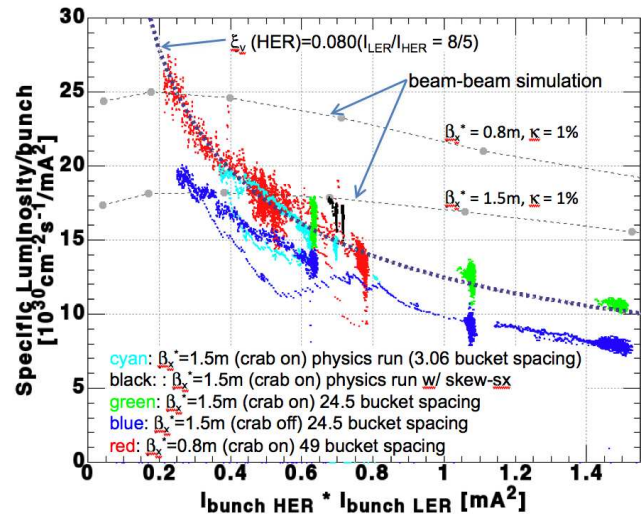 ξᵧ (HER)=0.080(I_LER/I_HER = 8/5)
beam-beam simulation
βₓ* = 0.8m, κ = 1%
βₓ* = 1.5m, κ = 1%
30
25
20
15
10
5
0
Specific Luminosity/bunch
[10³⁰cm⁻²s⁻¹/mA²]
cyan: βₓ*=1.5m (crab on) physics run (3.06 bucket spacing)
black: : βₓ*=1.5m (crab on) physics run w/ skew-sx
green: βₓ*=1.5m (crab on) 24.5 bucket spacing
blue: βₓ*=1.5m (crab off) 24.5 bucket spacing
red: βₓ*=0.8m (crab on) 49 bucket spacing
0 0.2 0.4 0.6 0.8 1 1.2 1.4
I_bunch HER * I_bunch LER [mA²]